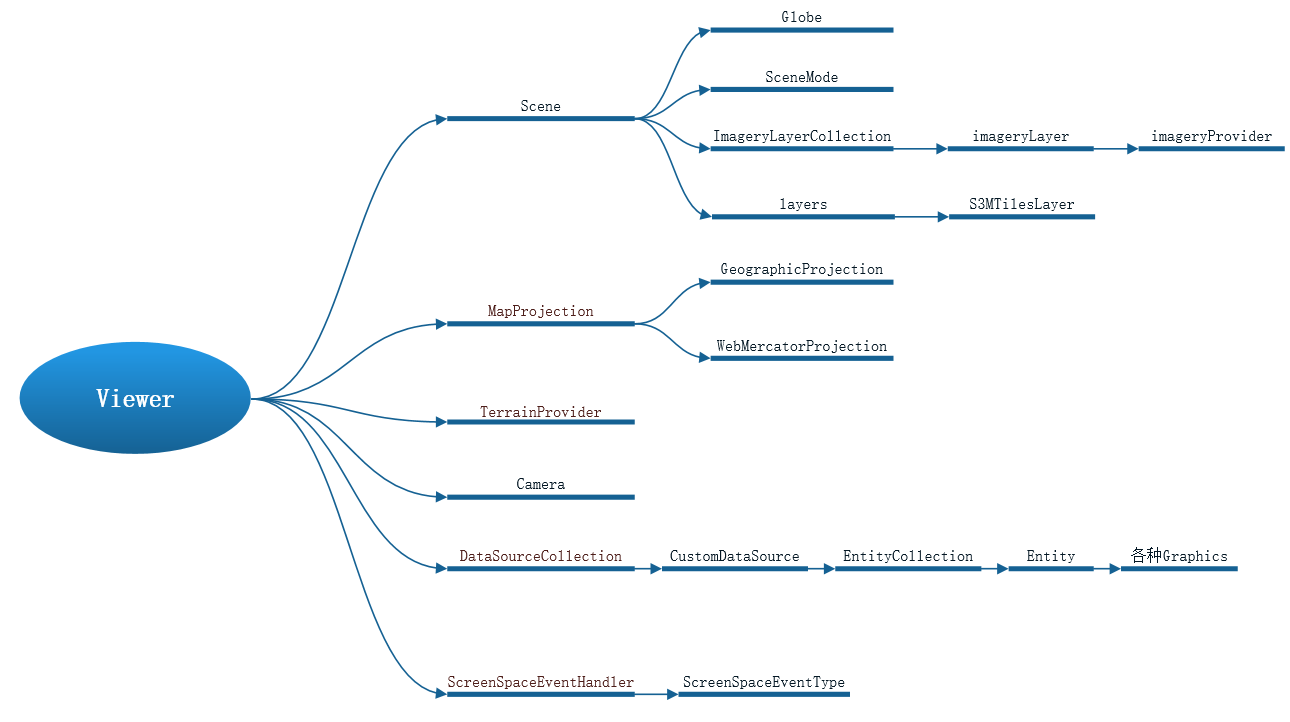 Viewer
Scene
Globe
SceneMode
ImageryLayerCollection
imageryLayer
imageryProvider
layers
S3MTilesLayer
MapProjection
GeographicProjection
WebMercatorProjection
TerrainProvider
Camera
DataSourceCollection
CustomDataSource
EntityCollection
Entity
各种Graphics
ScreenSpaceEventHandler
ScreenSpaceEventType